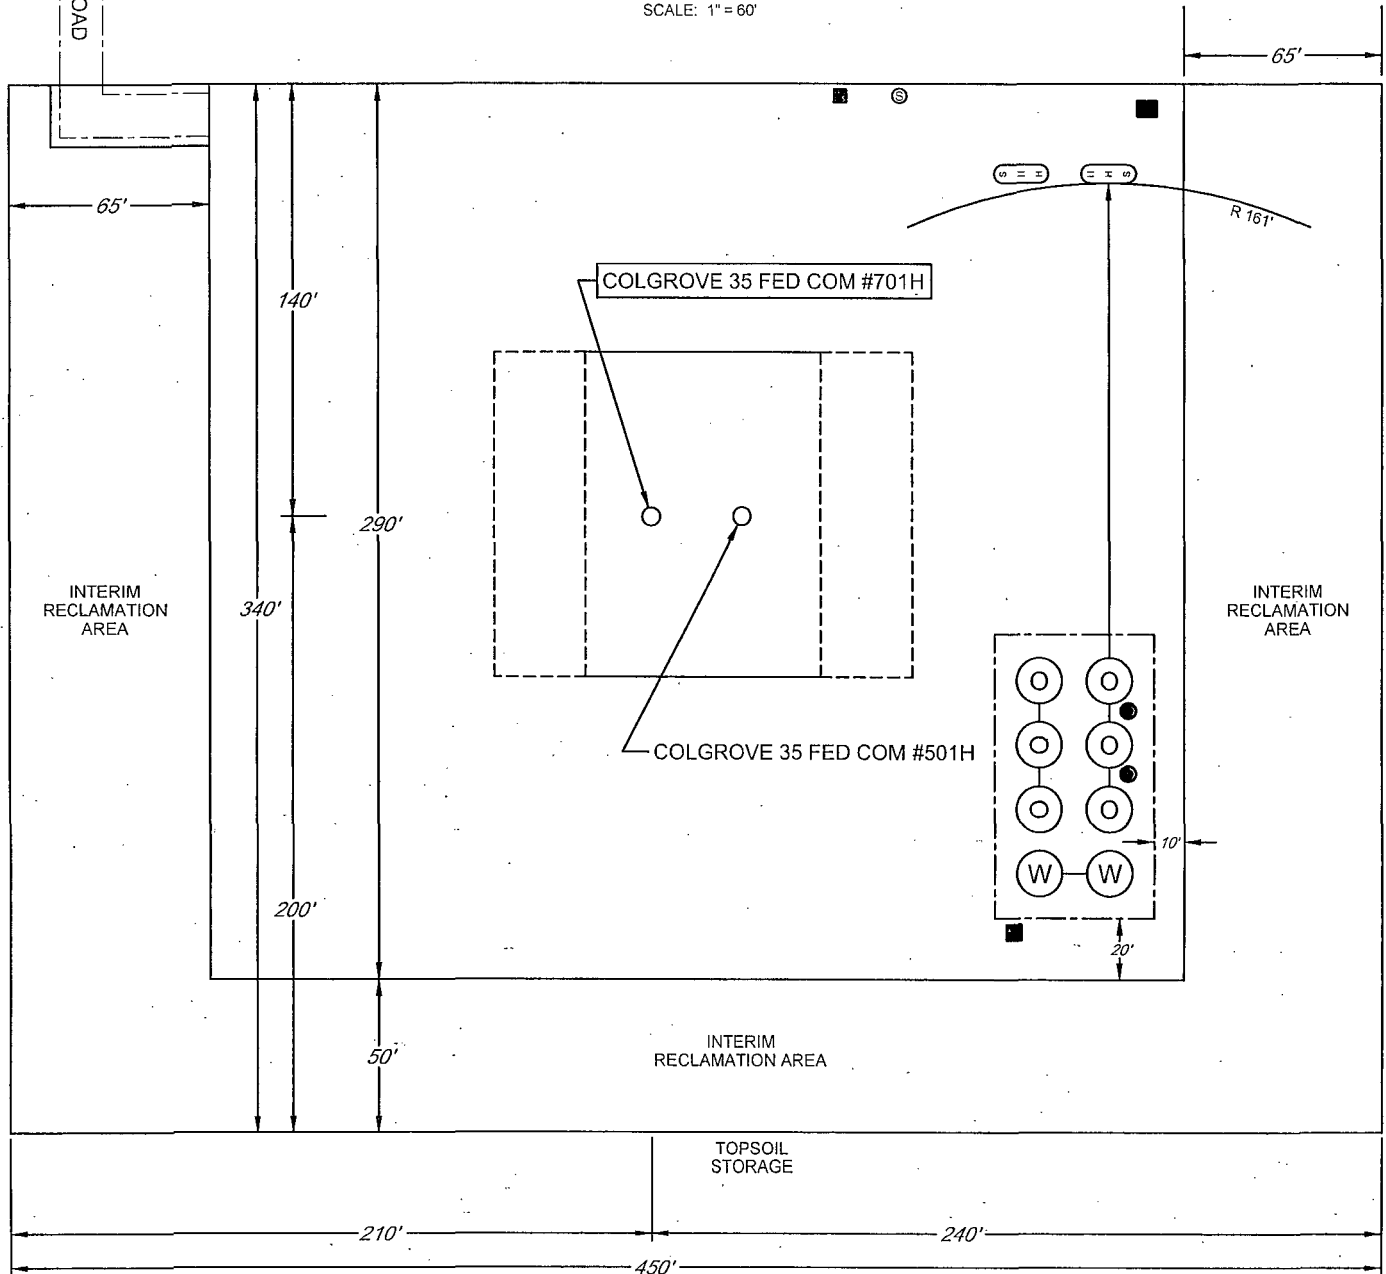 SCALE: 1" = 60'
OAD
65'
S
65'
S I H
I H S
R 161'
COLGROVE 35 FED COM #701H
140'
290'
INTERIM
RECLAMATION
AREA
340'
INTERIM
RECLAMATION
AREA
O O
COLGROVE 35 FED COM #501H
O O
O O
10'
W W
200'
20'
INTERIM
RECLAMATION AREA
50'
TOPSOIL
STORAGE
210'
240'
450'